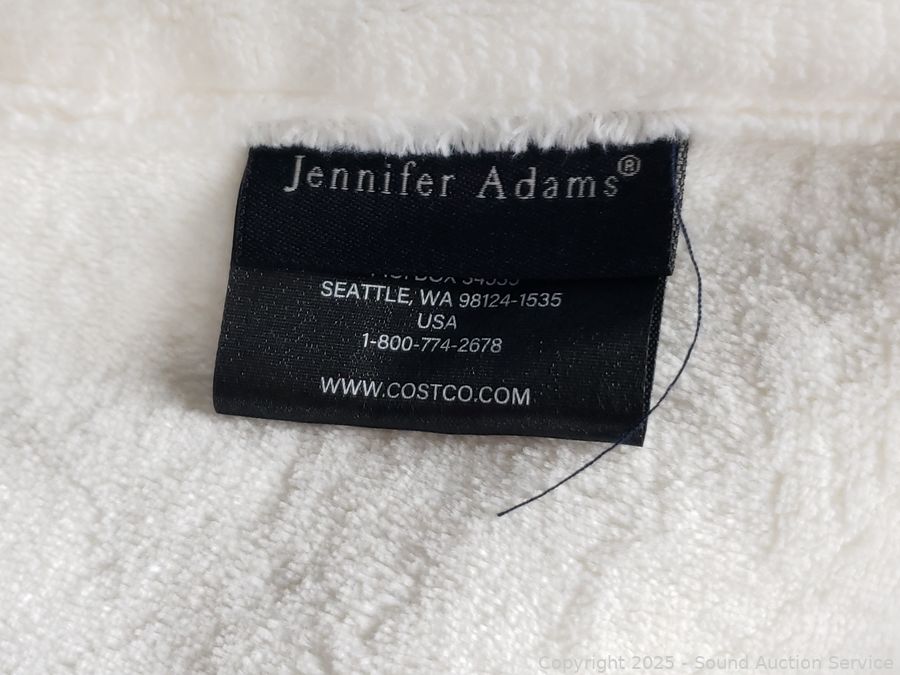 Jennifer Adams®
SEATTLE, WA 98124-1535
USA
1-800-774-2678
WWW.COSTCO.COM
Copyright 2025 - Sound Auction Service